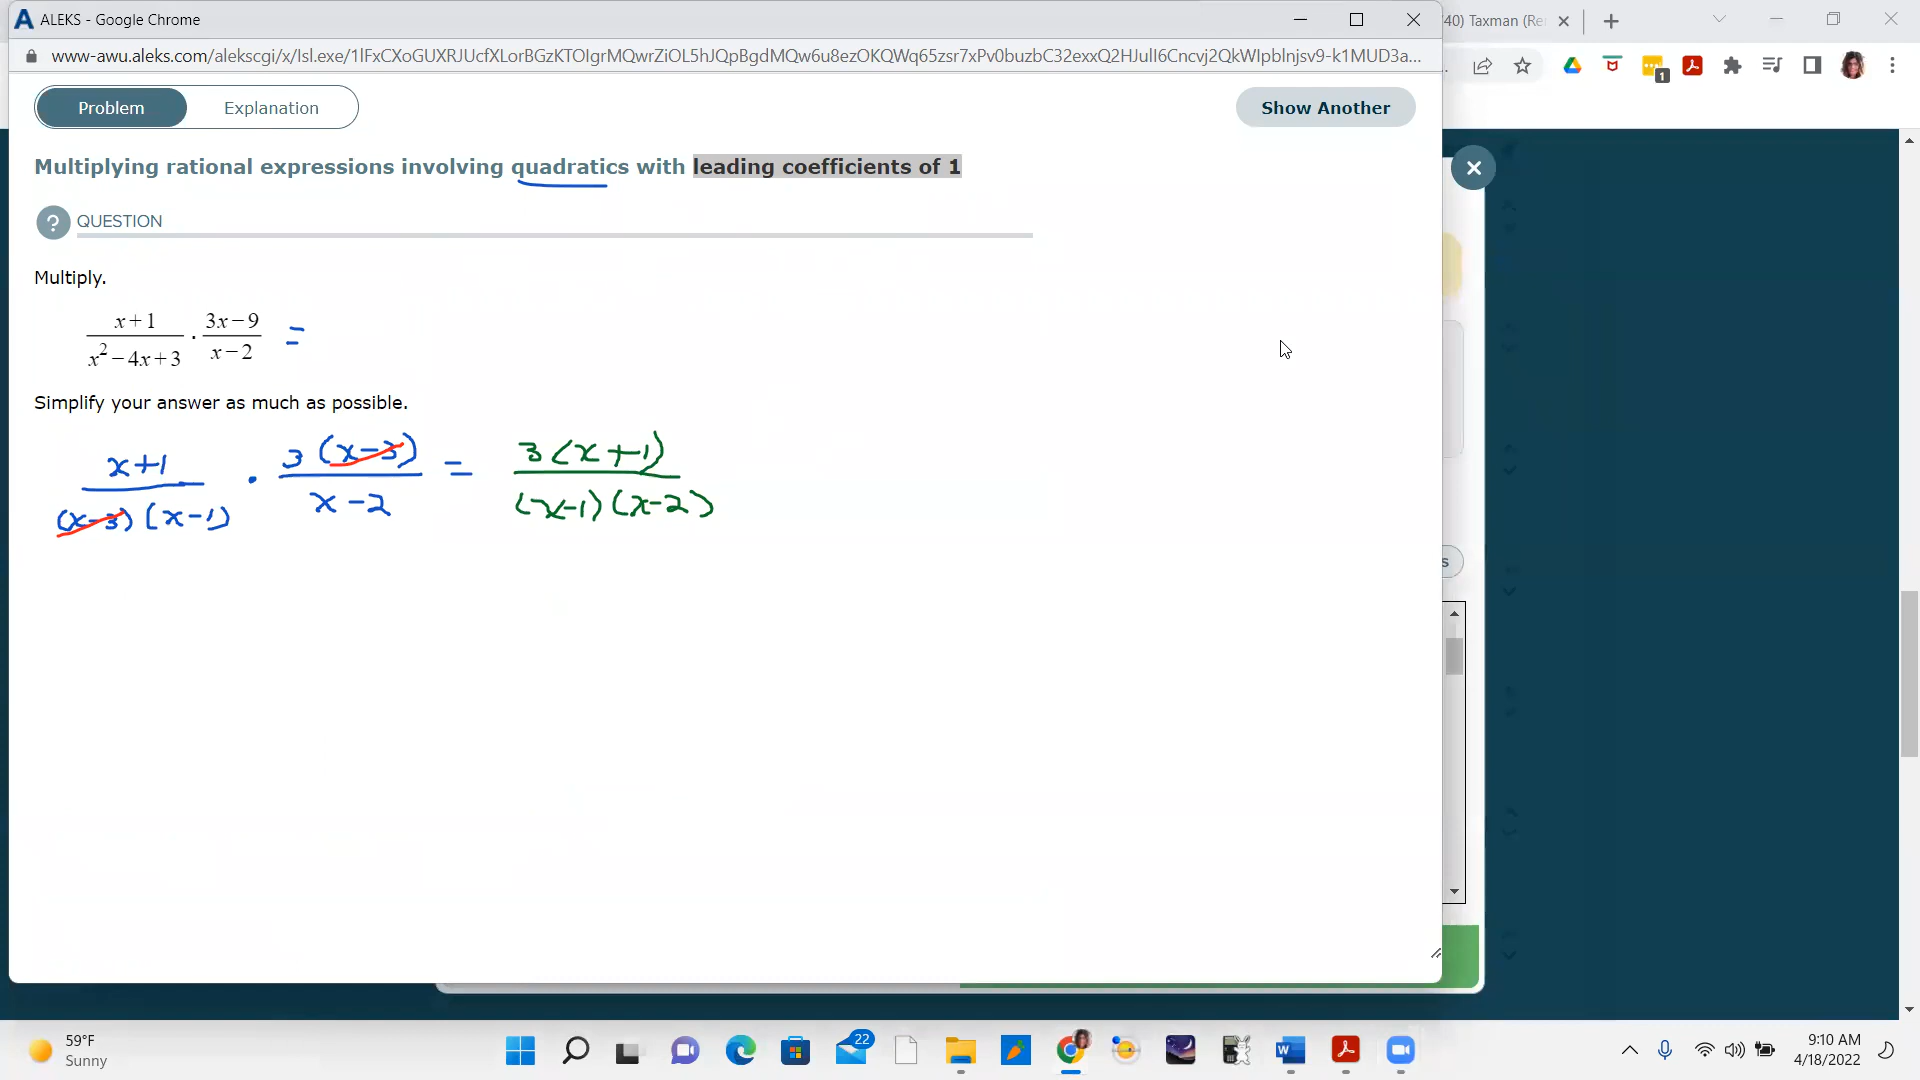 ALEKS - Google Chrome
40) Taxman (Re
www-awu.aleks.com/alekscgi/x/Isl.exe/1lFxCXoGUXRJUcfXLorBGzKTOIgrMQwrZiOL5hJQpBgdMQw6u8ezOKQWq65zsr7xPv0buzbC32exxQ2HJulI6Cncvj2QkWIpblnjsv9-k1MUD3a...
1
Problem
Explanation
Show Another
Multiplying rational expressions involving quadratics with leading coefficients of 1
? QUESTION
Multiply.
x+1
x²-4x+3
·
3x-9
x-2
=
Simplify your answer as much as possible.
x+1
(x-3)(x-1)
·
3(x-3)
x-2
=
3(x+1)
(x-1)(x-2)
s
59°F
Sunny
22
9:10 AM
4/18/2022